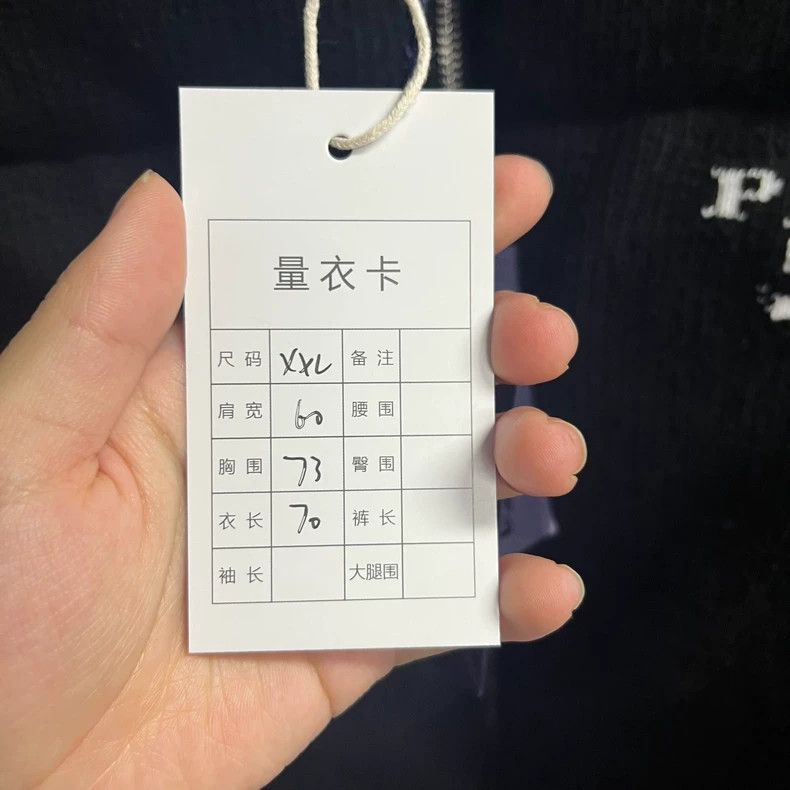 量衣卡
尺码 XXL 备注
肩宽 60 腰围
胸围 73 臀围
衣长 70 裤长
袖长 大腿围
P